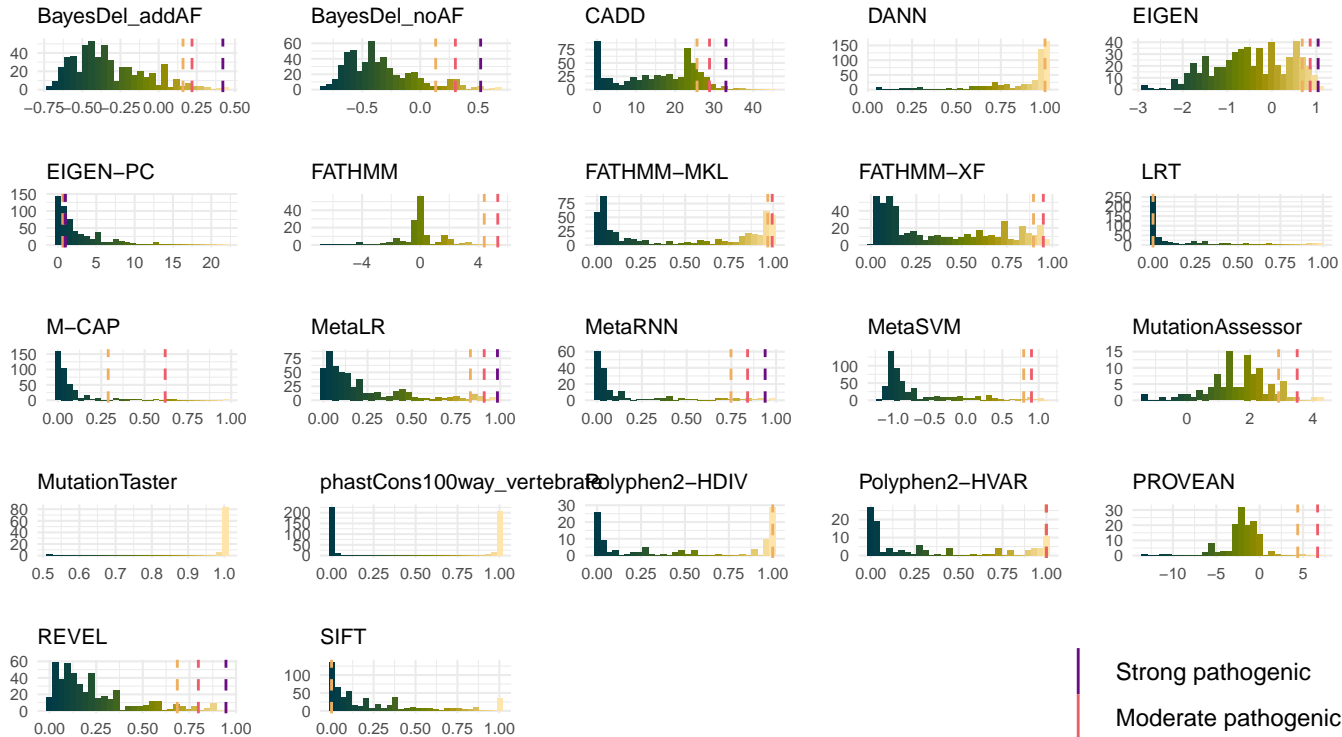 BayesDel_addAF BayesDel_noAF CADD DANN EIGEN
40 20 0 60 40 20 0 75 50 25 0 150 100 50 0 40 30 20 10 0
−0.75 −0.50 −0.25 0.00 0.25 0.50 −0.5 0.0 0.5 0 10 20 30 40 0.00 0.25 0.50 0.75 1.00 −3 −2 −1 0 1
EIGEN−PC FATHMM FATHMM−MKL FATHMM−XF LRT
150 100 50 0 40 20 0 75 50 25 0 40 20 0 250 200 150 100 50 0
0 5 10 15 20 −4 0 4 0.00 0.25 0.50 0.75 1.00 0.00 0.25 0.50 0.75 1.00 0.00 0.25 0.50 0.75 1.00
M−CAP MetaLR MetaRNN MetaSVM MutationAssessor
150 100 50 0 75 50 25 0 60 40 20 0 100 50 0 15 10 5 0
0.00 0.25 0.50 0.75 1.00 0.00 0.25 0.50 0.75 1.00 0.00 0.25 0.50 0.75 1.00 −1.0 −0.5 0.0 0.5 1.0 0 2 4
MutationTaster phastCons100way_vertebrate Polyphen2−HDIV Polyphen2−HVAR PROVEAN
80 60 40 20 0 200 150 100 50 0 30 20 10 0 20 10 0 30 20 10 0
0.5 0.6 0.7 0.8 0.9 1.0 0.00 0.25 0.50 0.75 1.00 0.00 0.25 0.50 0.75 1.00 0.00 0.25 0.50 0.75 1.00 −10 −5 0 5
REVEL SIFT
60 40 20 0 100 50 0
0.00 0.25 0.50 0.75 1.00 0.00 0.25 0.50 0.75 1.00
Strong pathogenic
Moderate pathogenic